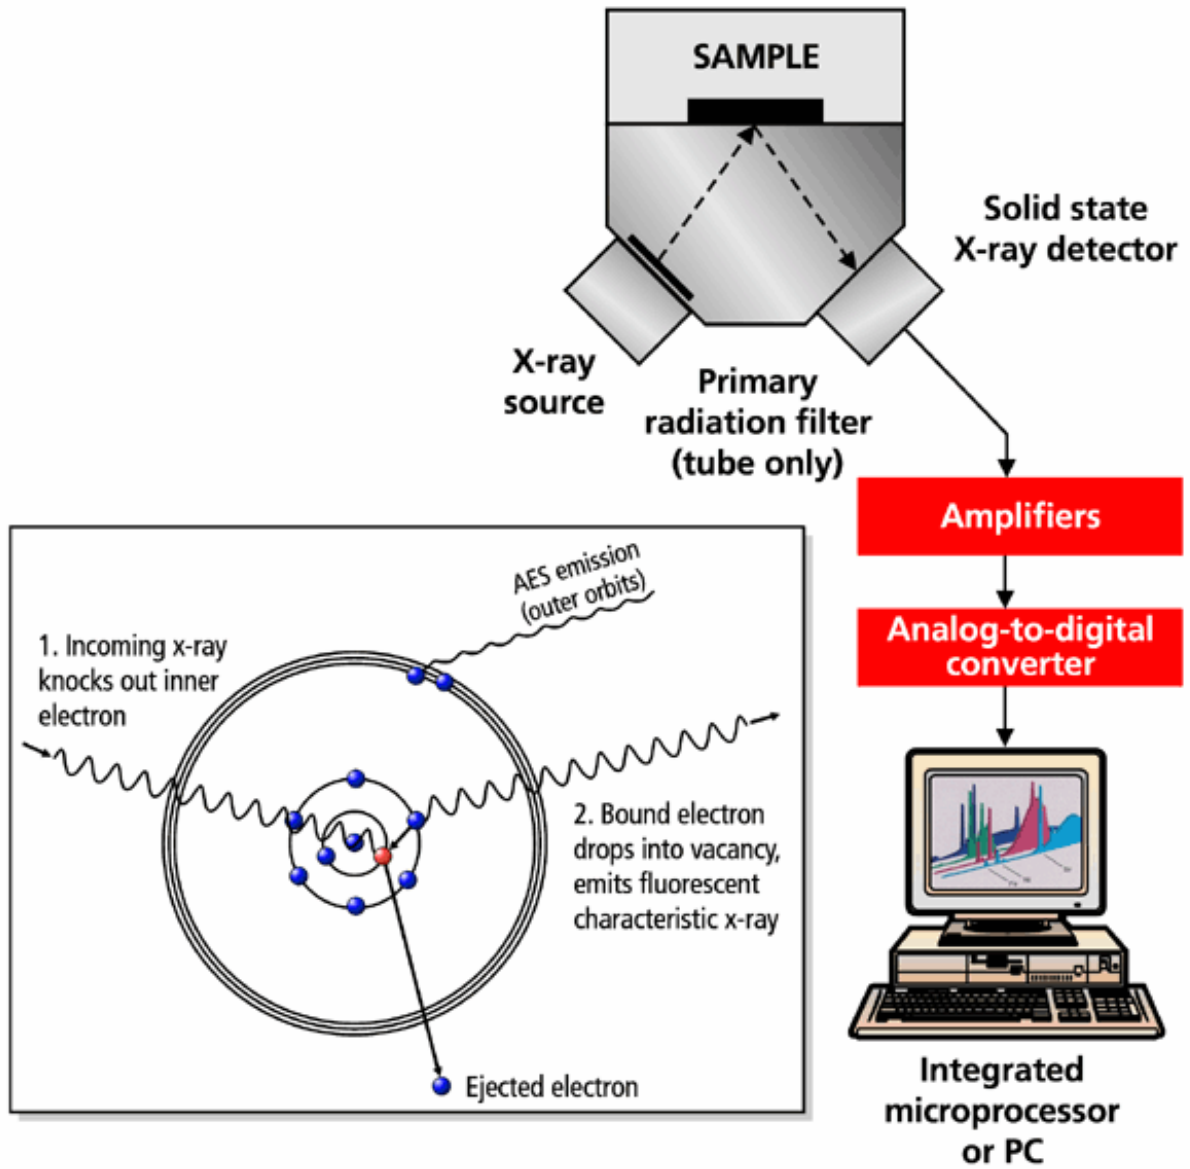 SAMPLE
Solid state
X-ray detector
X-ray
source
Primary
radiation filter
(tube only)
Amplifiers
Analog-to-digital
converter
Integrated
microprocessor
or PC
AES emission
(outer orbits)
1. Incoming x-ray
knocks out inner
electron
2. Bound electron
drops into vacancy,
emits fluorescent
characteristic x-ray
Ejected electron